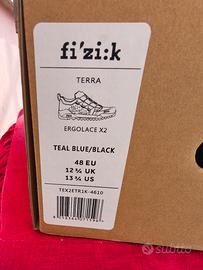 fi'zi:k
TERRA
ERGOLACE X2
TEAL BLUE/BLACK
48 EU
12 ¾ UK
13 ¾ US
TEX2ETR1K-4610
subito